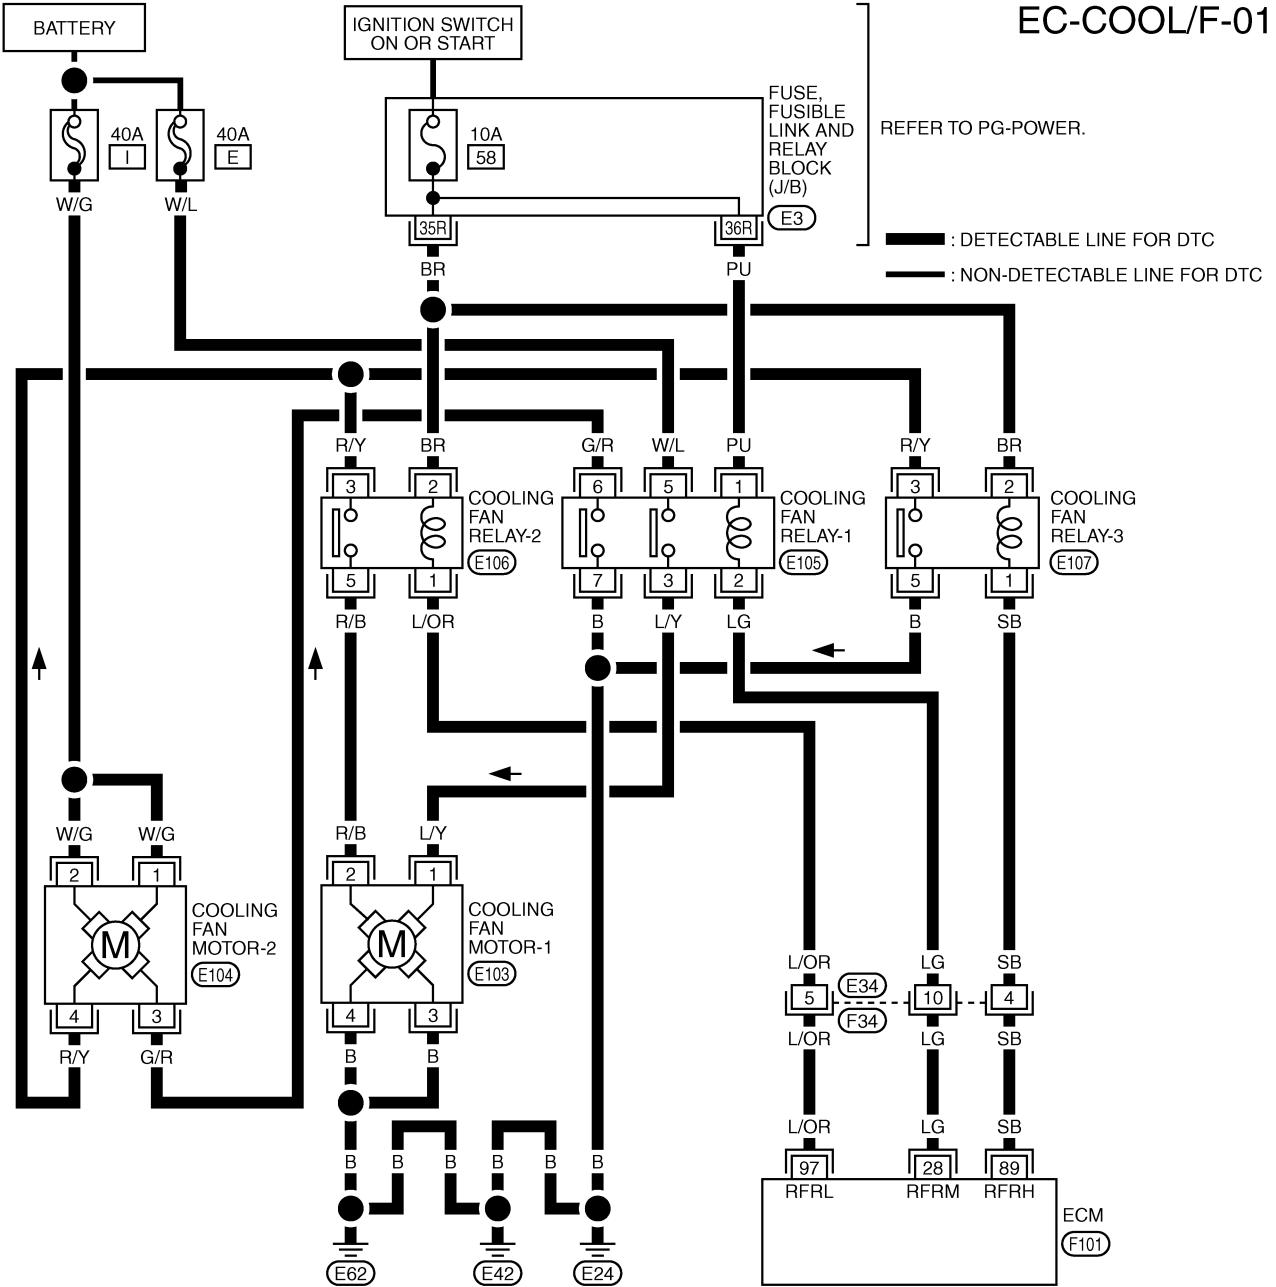 EC-COOL/F-01
BATTERY
IGNITION SWITCH
ON OR START
40A
I
40A
E
10A
58
FUSE,
FUSIBLE
LINK AND
RELAY
BLOCK
(J/B)
E3
REFER TO PG-POWER.
W/G
W/L
35R
36R
: DETECTABLE LINE FOR DTC
: NON-DETECTABLE LINE FOR DTC
BR
PU
R/Y
BR
G/R
W/L
PU
R/Y
BR
3
2
6
5
1
3
2
COOLING
FAN
RELAY-2
E106
COOLING
FAN
RELAY-1
E105
COOLING
FAN
RELAY-3
E107
5
1
7
3
2
5
1
R/B
L/OR
B
L/Y
LG
B
SB
W/G
W/G
R/B
L/Y
2
1
2
1
M
COOLING
FAN
MOTOR-2
E104
M
COOLING
FAN
MOTOR-1
E103
4
3
4
3
R/Y
G/R
B
B
L/OR
LG
SB
5
E34
F34
10
4
L/OR
LG
SB
L/OR
LG
SB
B
B
B
B
B
B
97
28
89
RFRL
RFRM
RFRH
ECM
F101
E62
E42
E24